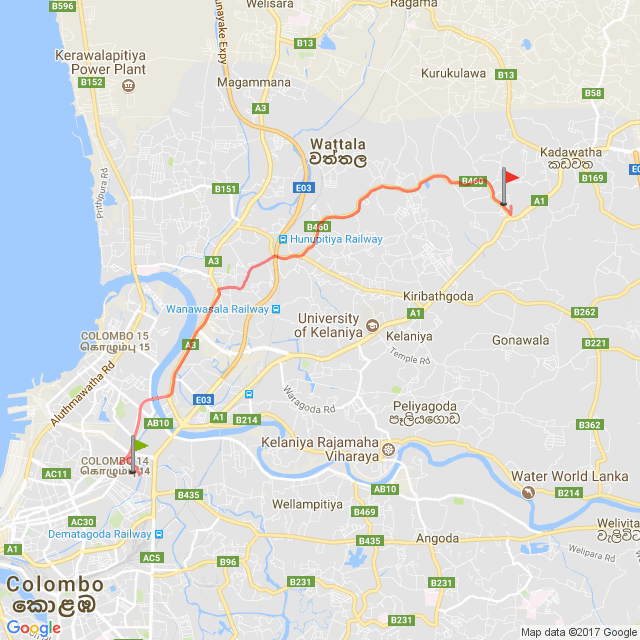 B596
Welisara
Ragama
unayake Expy
B30
B13
Kerawalapitiya
Power Plant
B152
Kurukulawa
B13
Magammana
B58
A3
Wattala
වත්තල
Kadawatha
කඩවත
B169
E0
Prithipura Rd
B151
E03
B460
A1
B460
Hunupitiya Railway
A3
Wanawasala Railway
Kiribathgoda
University
of Kelaniya
A1
B262
COLOMBO 15
கொழும்பு 15
A3
Kelaniya
Gonawala
B221
Temple Rd
Aluthmawatha Rd
E03
Waragoda Rd
Peliyagoda
පෑලියගොඩ
AB10
A1
B214
B362
Kelaniya Rajamaha
Viharaya
COLOMBO 14
கொழும்பு 14
AC11
Water World Lanka
B214
B435
AB10
Wellampitiya
B469
AC30
Dematagoda Railway
B435
Angoda
Welivita
වැලිවිට
Welipara Rd
A1
AC5
B96
Colombo
කොළඹ
B231
B231
B231
Google
Map data ©2017 Google